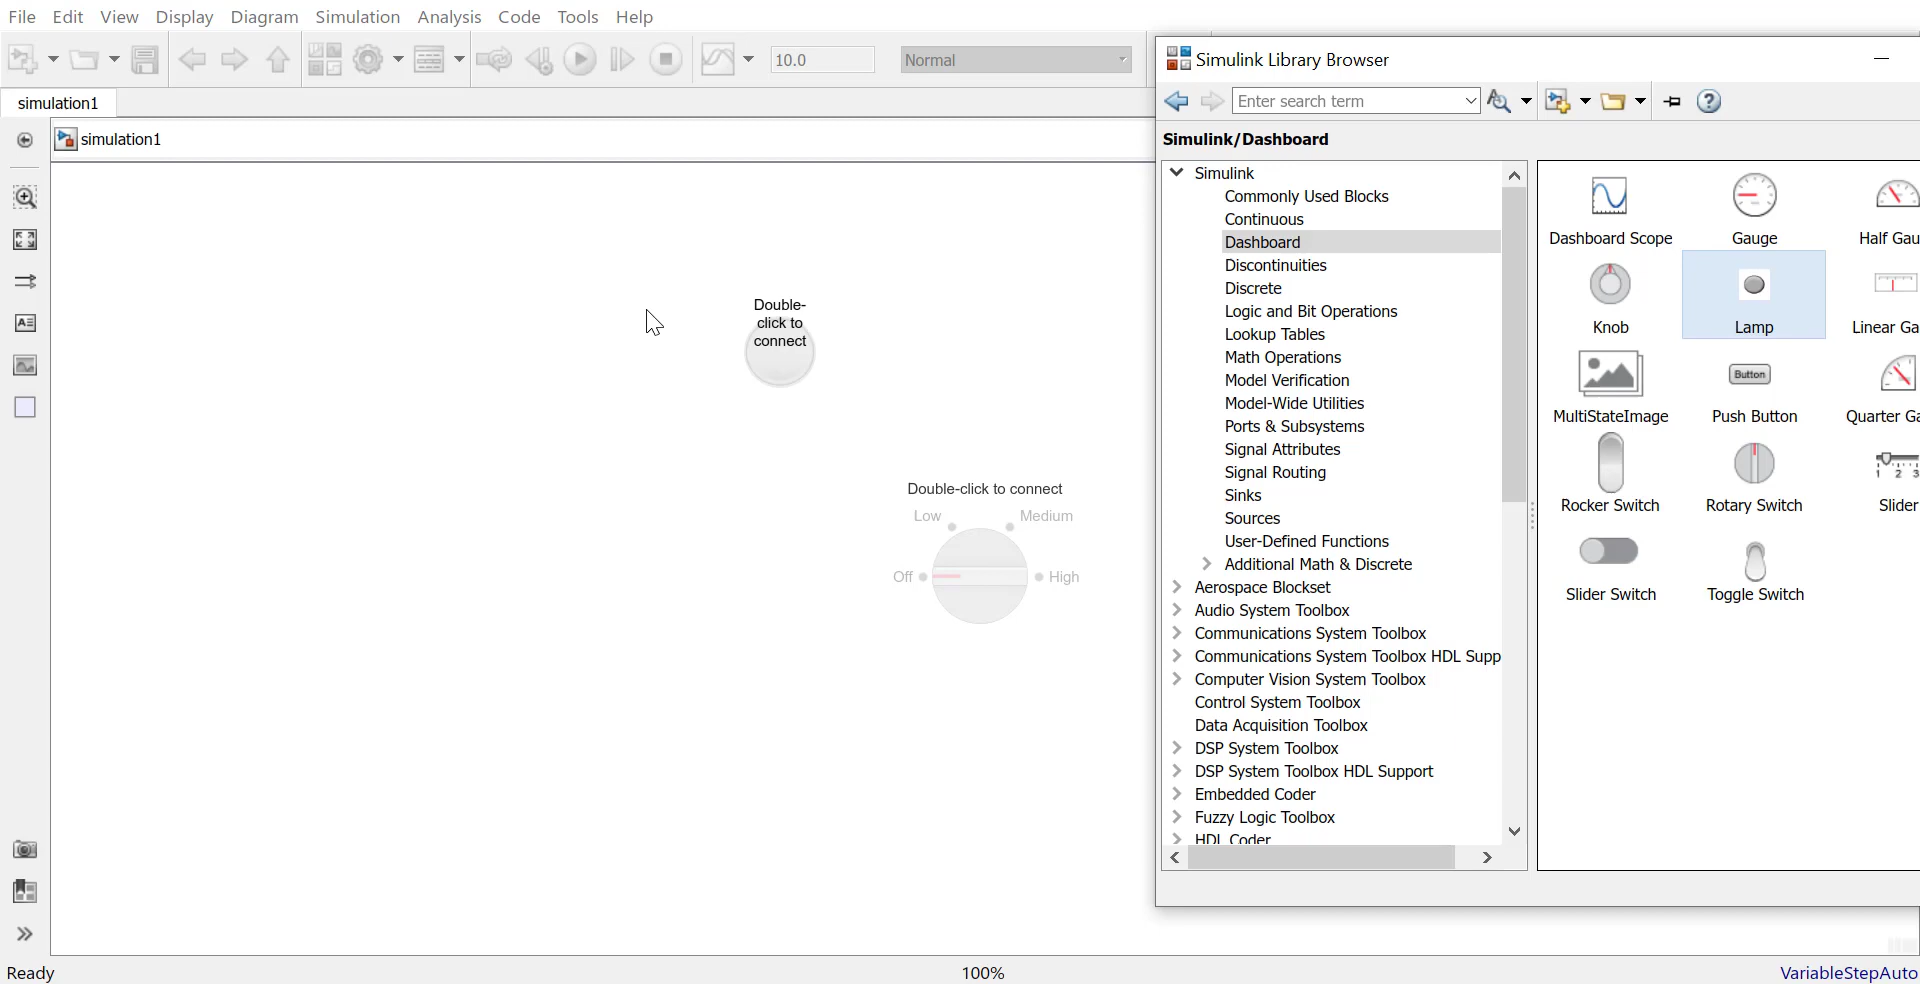 File Edit View Display Diagram Simulation Analysis Code Tools Help
10.0
Normal
simulation1
simulation1
Double-
click to
connect
Double-click to connect
Low
Medium
Off
High
Simulink Library Browser
Enter search term
Simulink/Dashboard
Simulink
Commonly Used Blocks
Continuous
Dashboard
Discontinuities
Discrete
Logic and Bit Operations
Lookup Tables
Math Operations
Model Verification
Model-Wide Utilities
Ports & Subsystems
Signal Attributes
Signal Routing
Sinks
Sources
User-Defined Functions
Additional Math & Discrete
Aerospace Blockset
Audio System Toolbox
Communications System Toolbox
Communications System Toolbox HDL Supp
Computer Vision System Toolbox
Control System Toolbox
Data Acquisition Toolbox
DSP System Toolbox
DSP System Toolbox HDL Support
Embedded Coder
Fuzzy Logic Toolbox
HDL Coder
Dashboard Scope
Gauge
Half Gau
Knob
Lamp
Linear Ga
MultiStateImage
Button
Push Button
Quarter Ga
Rocker Switch
Rotary Switch
1 2 3
Slider
Slider Switch
Toggle Switch
Ready
100%
VariableStepAuto